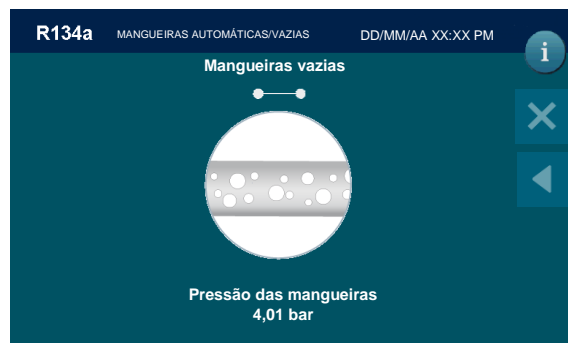 R134a MANGUEIRAS AUTOMÁTICAS/VAZIAS DD/MM/AA XX:XX PM
i
Mangueiras vazias
Pressão das mangueiras
4,01 bar